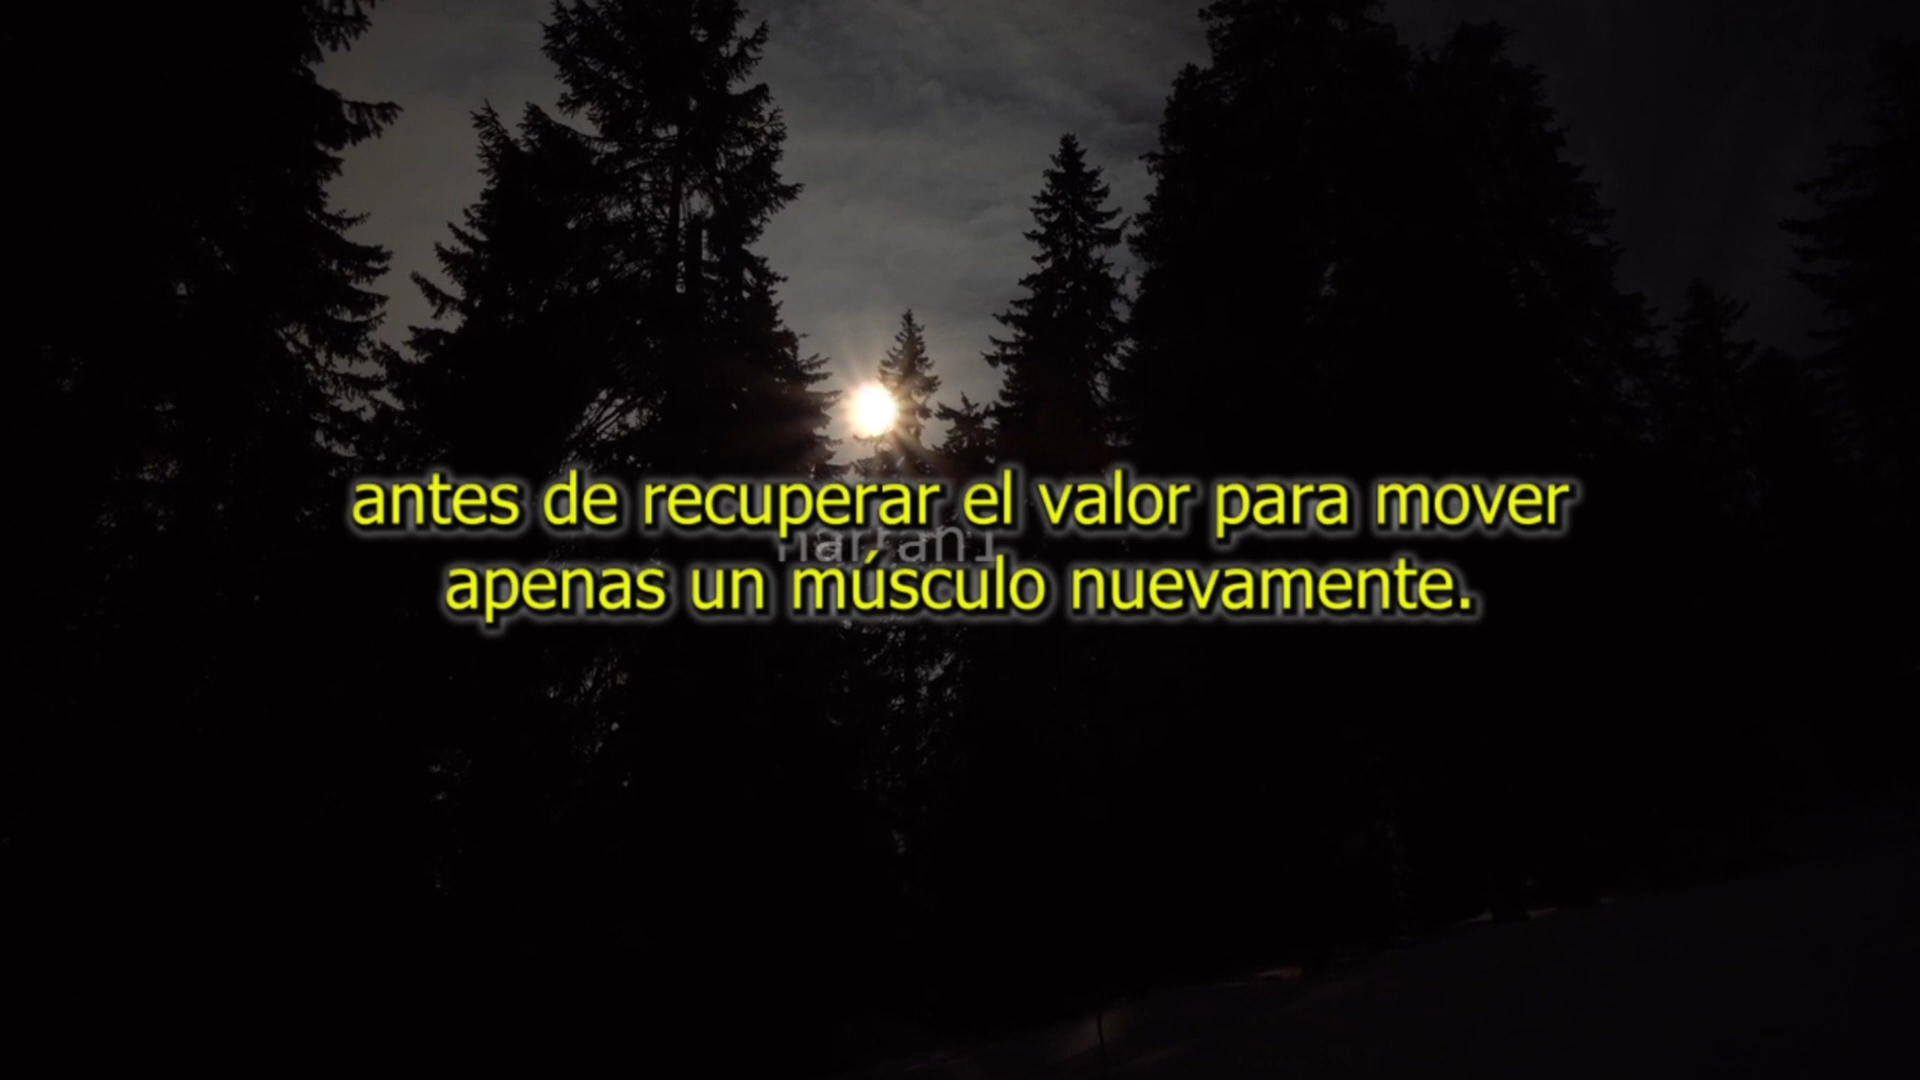 antes de recuperar el valor para mover
apenas un músculo nuevamente.